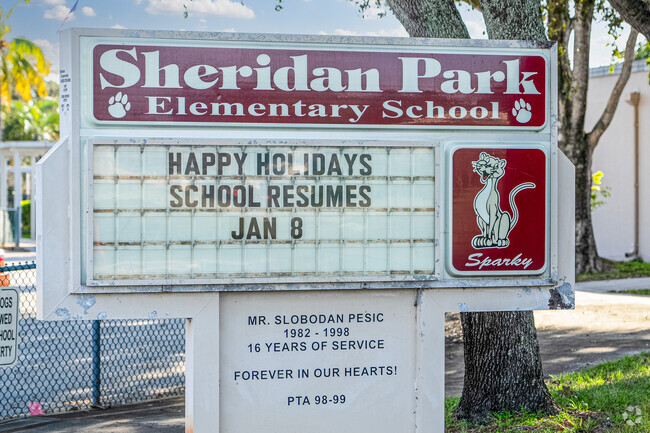 Sheridan Park
Elementary School
HAPPY HOLIDAYS
SCHOOL RESUMES
JAN 8
Sparky
MR. SLOBODAN PESIC
1982 - 1998
16 YEARS OF SERVICE
FOREVER IN OUR HEARTS!
PTA 98-99